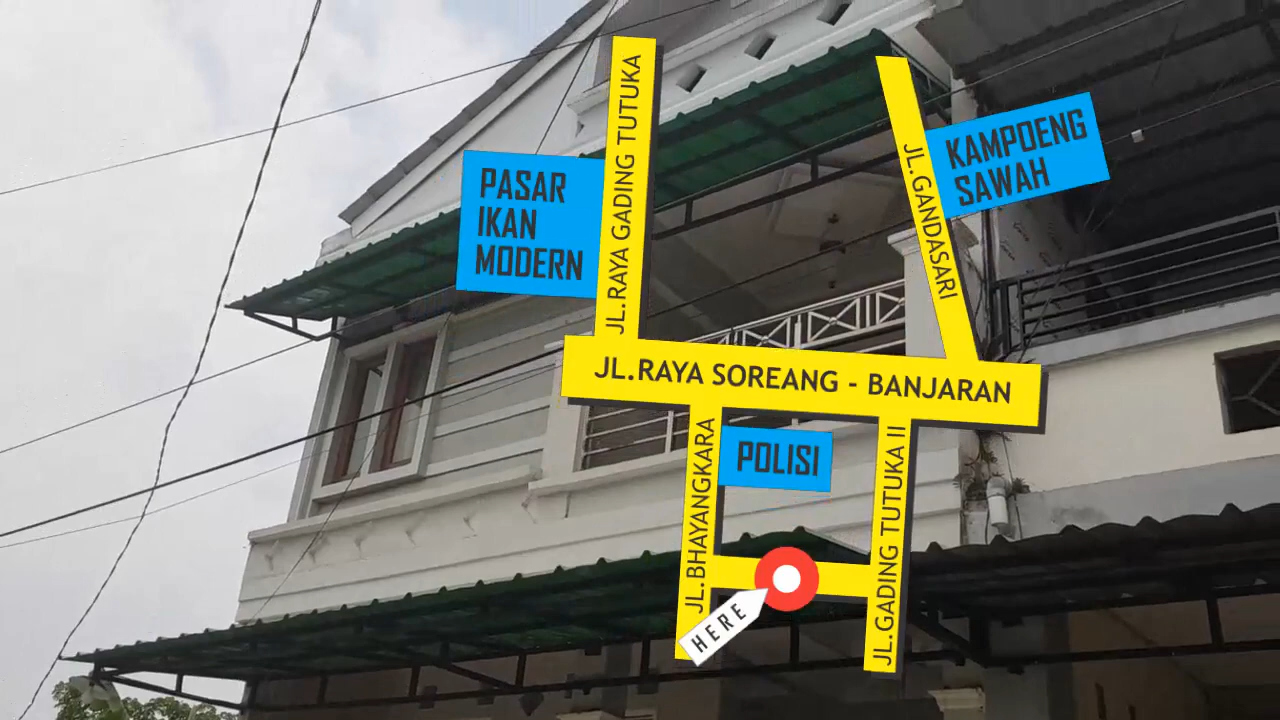 JL.RAYA GADING TUTUKA
PASAR
IKAN
MODERN
JL.GANDASARI
KAMPOENG
SAWAH
JL.RAYA SOREANG - BANJARAN
JL.BHAYANGKARA
POLISI
JL.GADING TUTUKA II
HERE